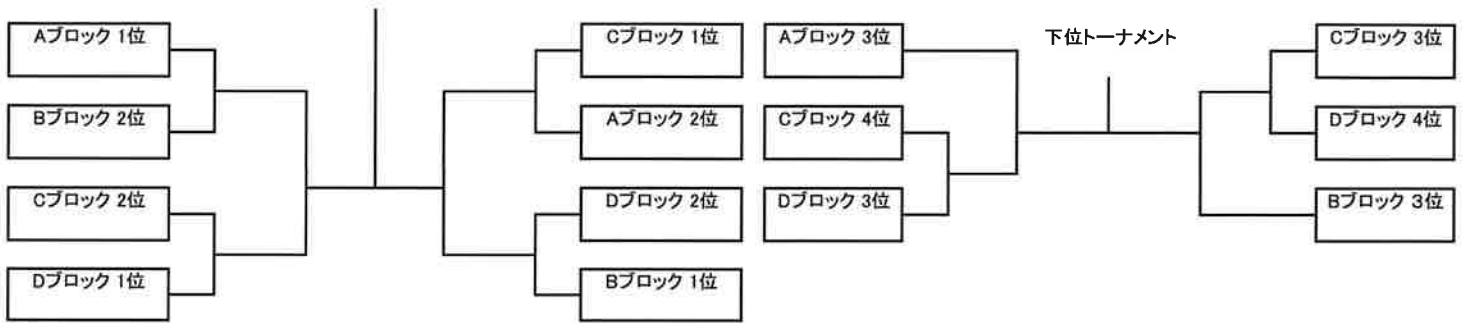 Aブロック 1位
Bブロック 2位
Cブロック 2位
Dブロック 1位
Cブロック 1位
Aブロック 2位
Dブロック 2位
Bブロック 1位
Aブロック 3位
Cブロック 4位
Dブロック 3位
下位トーナメント
Cブロック 3位
Dブロック 4位
Bブロック 3位